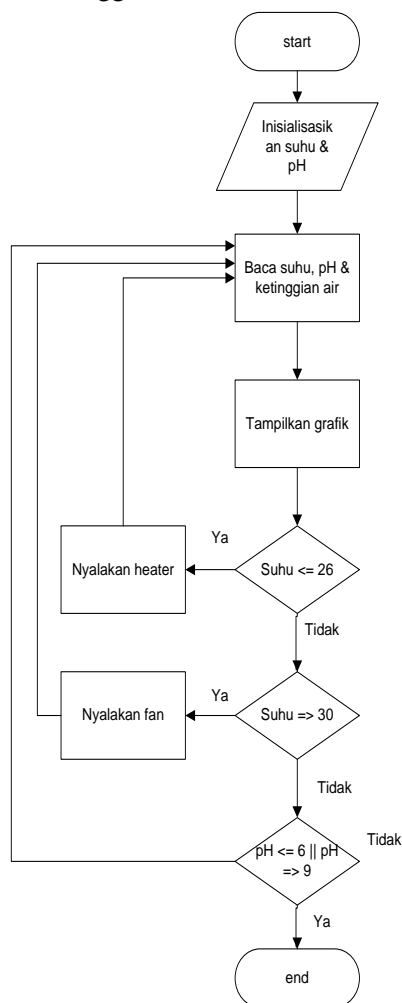 start
Inisialisasik
an suhu &
pH
Baca suhu, pH &
ketinggian air
Tampilkan grafik
Ya
Nyalakan heater
Suhu <= 26
Tidak
Ya
Nyalakan fan
Suhu => 30
Tidak
Tidak
pH <= 6 || pH
=> 9
Ya
end